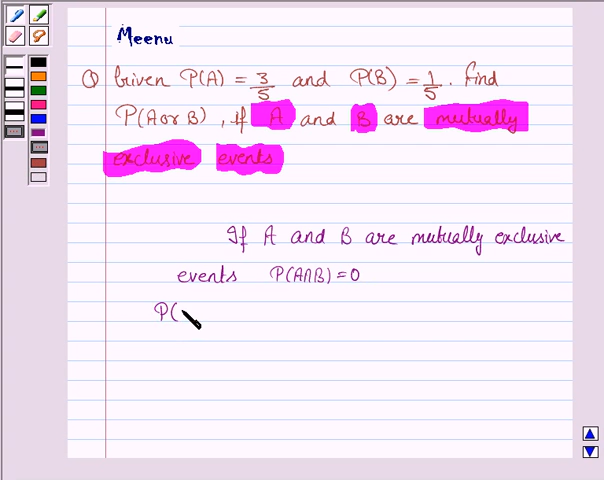 Meenu
Q Given P(A) = 3/5 and P(B) = 1/5. Find
P(A or B), if A and B are mutually
exclusive events
If A and B are mutually exclusive
events P(A∩B) = 0
P(